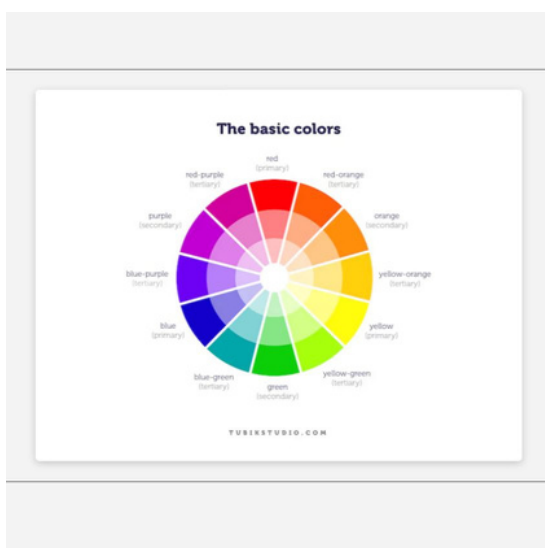 The basic colors
red
(primary)
red-purple
(tertiary)
red-orange
(tertiary)
purple
(secondary)
orange
(secondary)
blue-purple
(tertiary)
yellow-orange
(tertiary)
blue
(primary)
yellow
(primary)
blue-green
(tertiary)
yellow-green
(tertiary)
green
(secondary)
TUBIKSTUDIO.COM